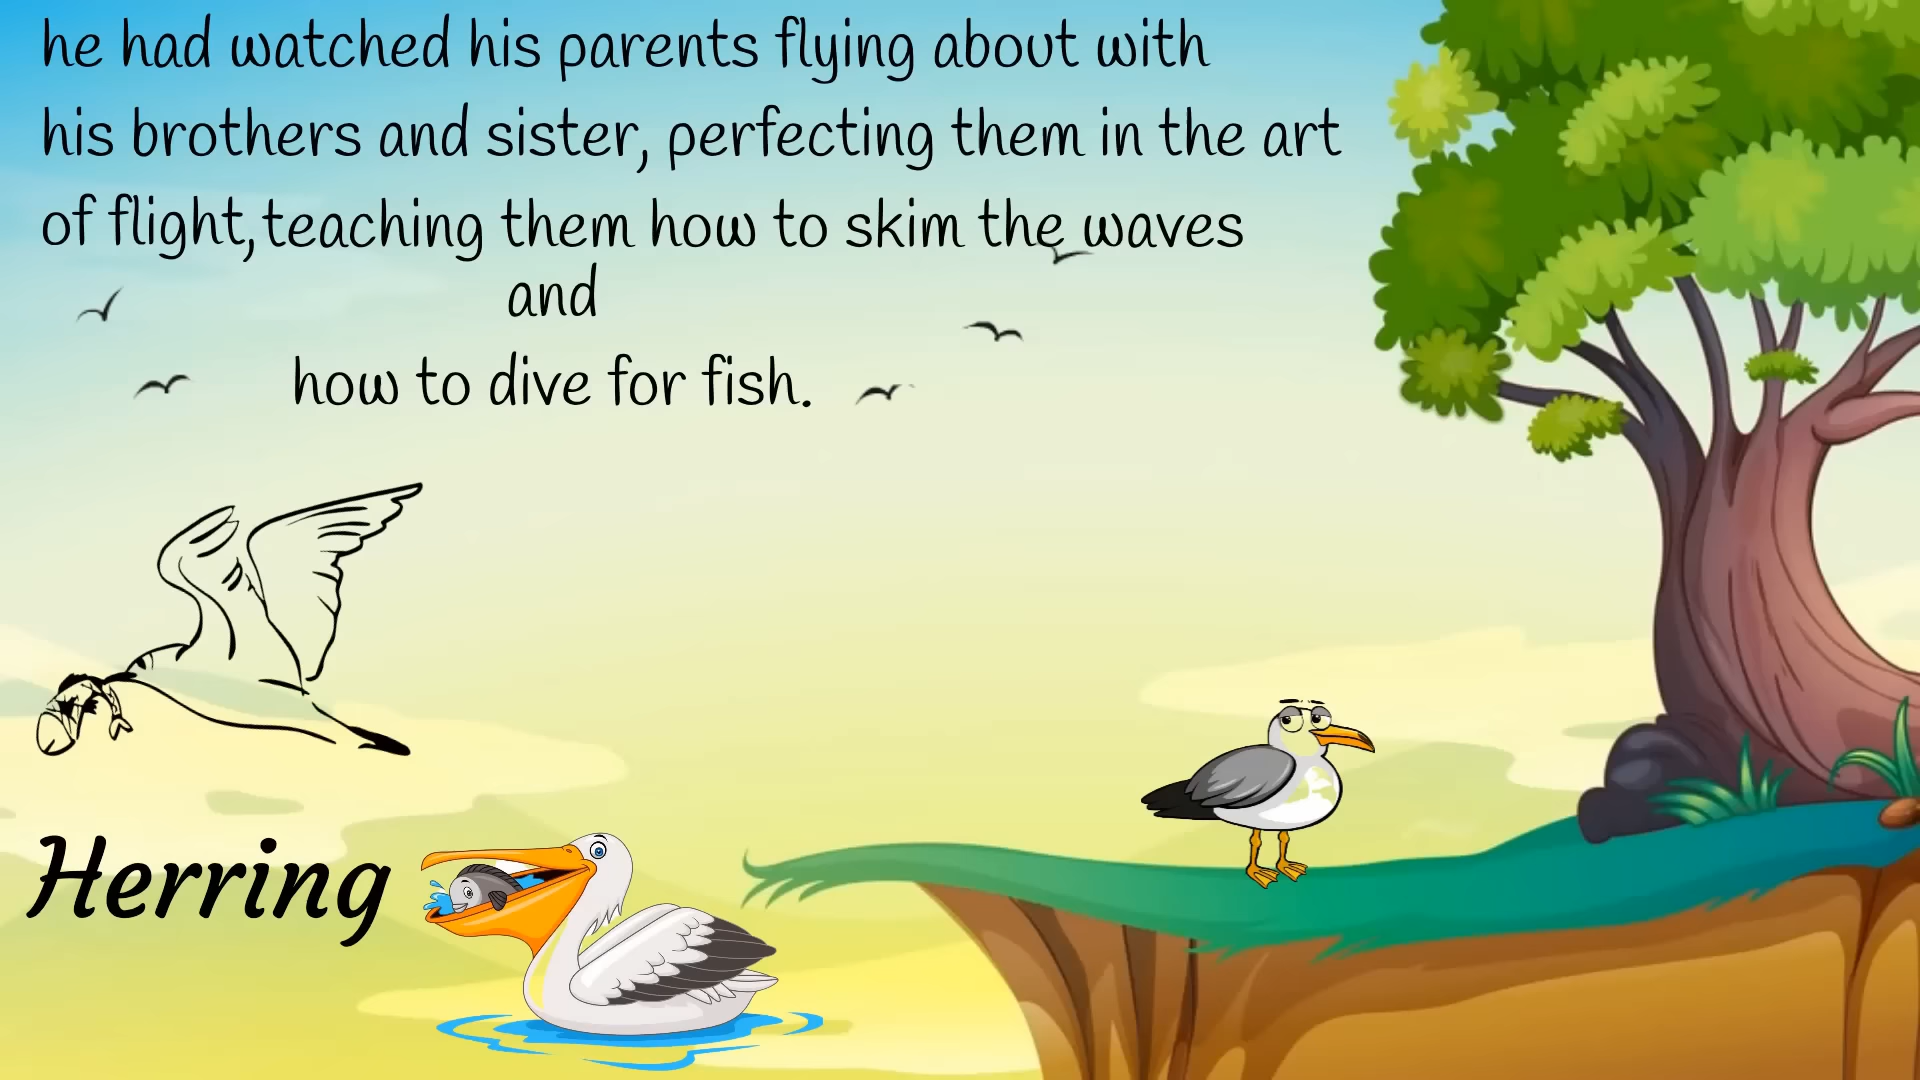 he had watched his parents flying about with
his brothers and sister, perfecting them in the art
of flight, teaching them how to skim the waves
and
how to dive for fish.
Herring